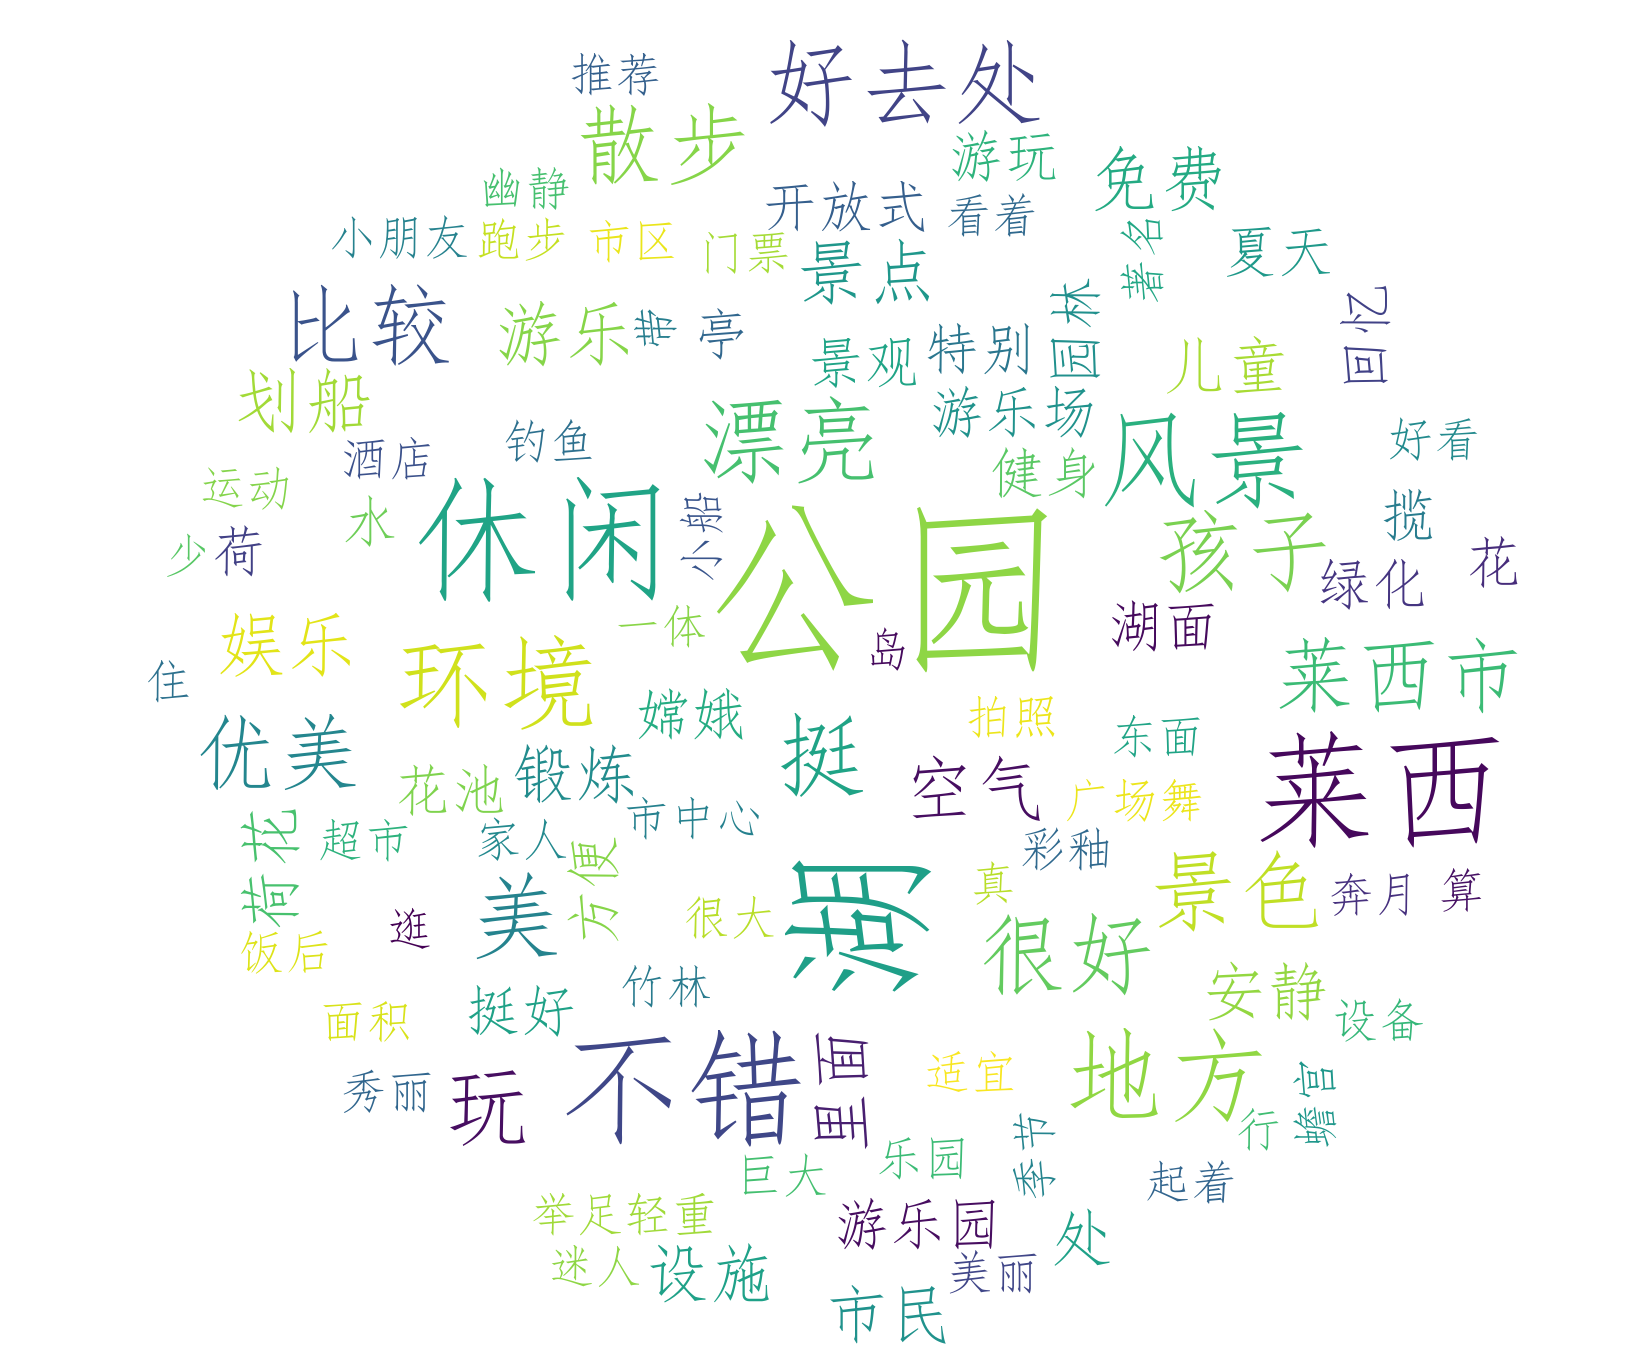 推荐
好去处
散步
游玩
免费
幽静
开放式
看着
小朋友
跑步
市区
门票
景点
著名
夏天
比较
游乐
带
亭
园林
回忆
景观
特别
儿童
划船
漂亮
游乐场
风景
酒店
钓鱼
健身
好看
运动
水
休闲
小船
公园
孩子
揽
少
荷
绿化
花
娱乐
环境
一体
岛
湖面
莱西市
住
优美
嫦娥
挺
拍照
东面
莱西
花池
锻炼
空气
广场舞
荷花
超市
家人
方便
市中心
湖
彩釉
逛
美
很大
真
很好
景色
奔月
算
饭后
竹林
安静
面积
挺好
设备
秀丽
玩
不错
里面
适宜
地方
蟾宫
行
季节
巨大
乐园
起着
举足轻重
游乐园
处
迷人
设施
美丽
市民